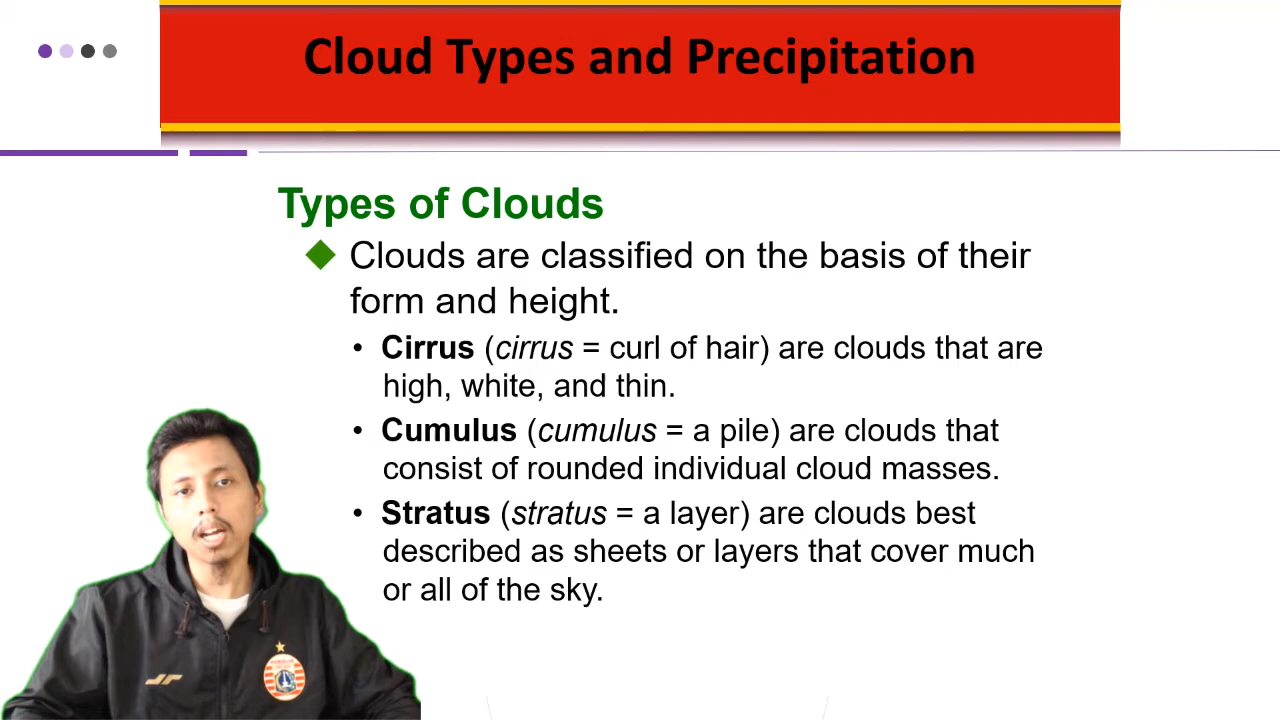 Cloud Types and Precipitation
Types of Clouds
Clouds are classified on the basis of their
form and height.
• Cirrus (cirrus = curl of hair) are clouds that are
high, white, and thin.
• Cumulus (cumulus = a pile) are clouds that
consist of rounded individual cloud masses.
• Stratus (stratus = a layer) are clouds best
described as sheets or layers that cover much
or all of the sky.